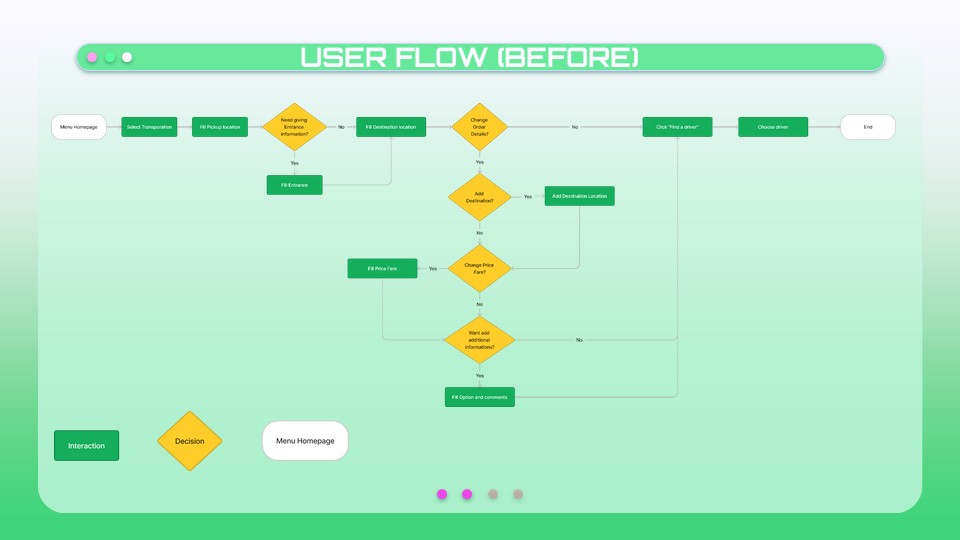 USER FLOW (BEFORE)
Menu Homepage
Select Transporation
Fill Pickup location
Need giving
Entrance
Information?
No
Fill Destination location
Change
Order
Details?
No
Click "Find a driver"
Choose driver
End
Yes
Yes
Fill Entrance
Add
Destination?
Yes
Add Destination Location
No
Fill Price Fare
Yes
Change Price
Fare?
No
Want add
additional
informations?
No
Yes
Fill Option and comments
Interaction
Decision
Menu Homepage